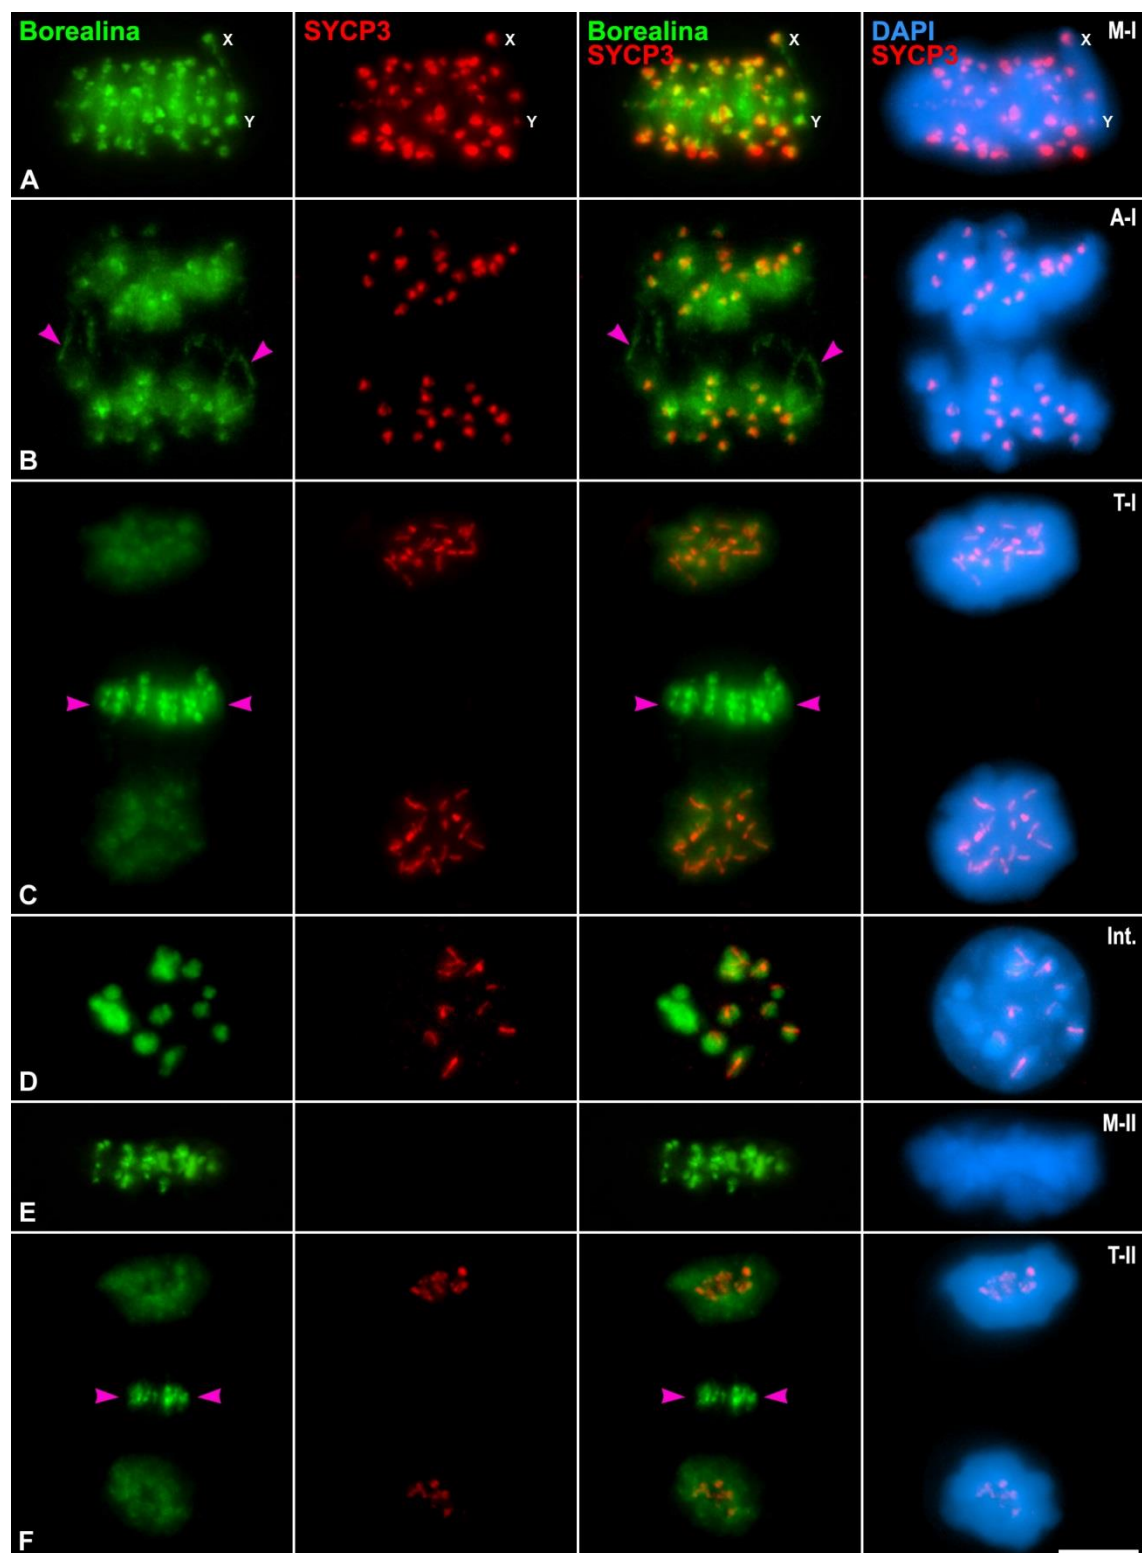 Borealina
SYCP3
Borealina
SYCP3
DAPI
SYCP3
M-I
X
Y
X
Y
X
Y
X
Y
A
A-I
B
T-I
C
Int.
D
M-II
E
T-II
F